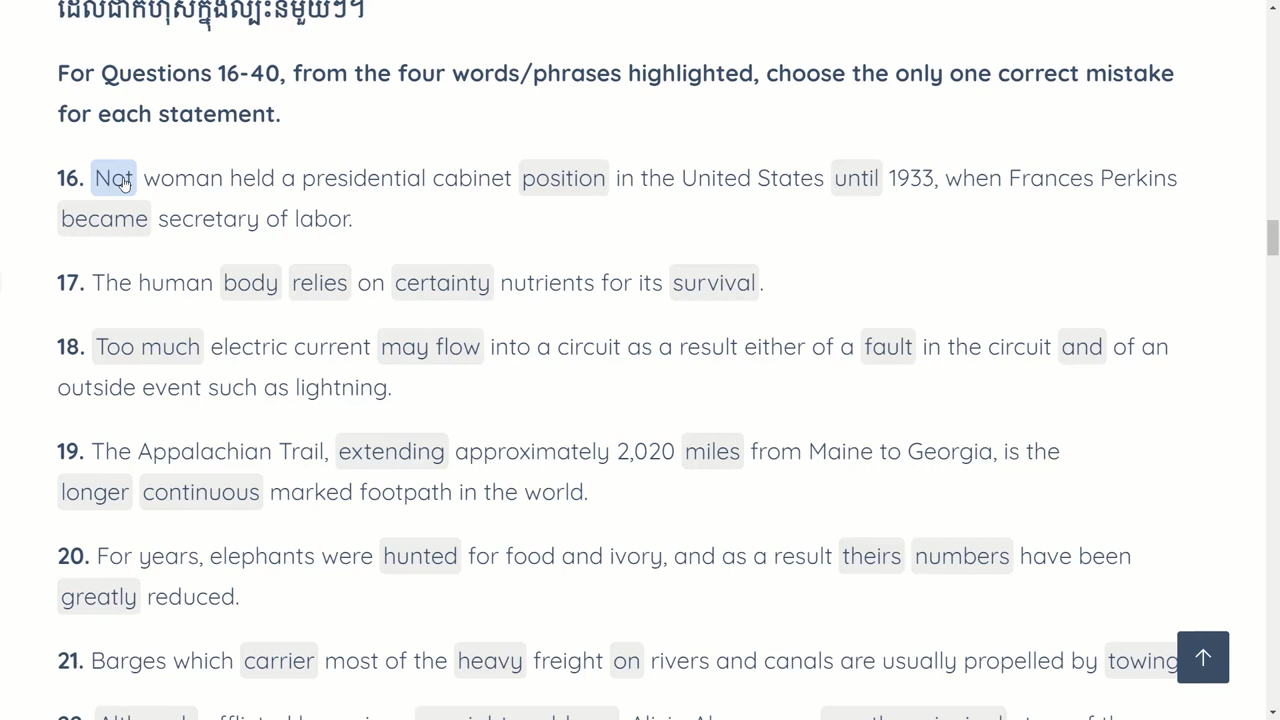 ដែលជាកំហុសក្នុងល្បះនីមួយៗ។
For Questions 16-40, from the four words/phrases highlighted, choose the only one correct mistake
for each statement.
16. Not woman held a presidential cabinet position in the United States until 1933, when Frances Perkins
became secretary of labor.
17. The human body relies on certainty nutrients for its survival.
18. Too much electric current may flow into a circuit as a result either of a fault in the circuit and of an
outside event such as lightning.
19. The Appalachian Trail, extending approximately 2,020 miles from Maine to Georgia, is the
longer continuous marked footpath in the world.
20. For years, elephants were hunted for food and ivory, and as a result theirs numbers have been
greatly reduced.
21. Barges which carrier most of the heavy freight on rivers and canals are usually propelled by towing